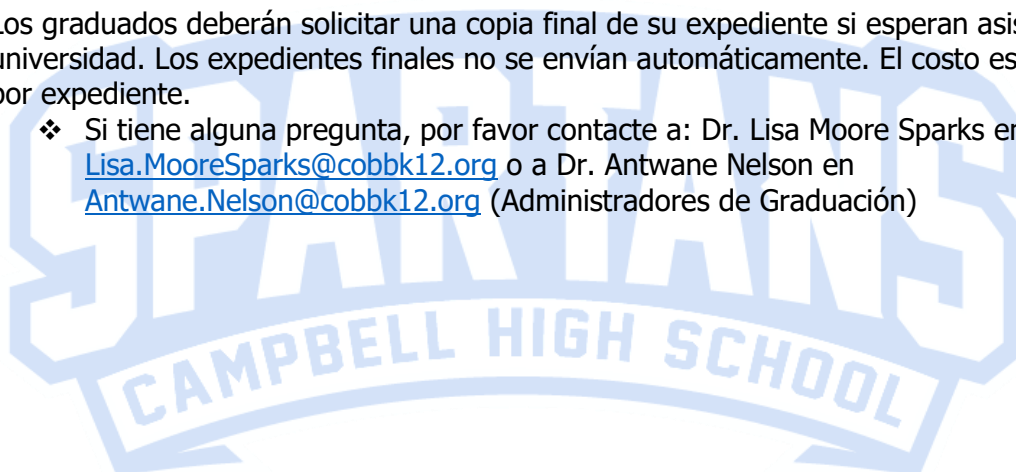 Los graduados deberán solicitar una copia final de su expediente si esperan
universidad. Los expedientes finales no se envían automáticamente. El costo es
por expediente.
❖ Si tiene alguna pregunta, por favor contacte a: Dr. Lisa Moore Sparks en
Lisa.MooreSparks@cobbk12.org o a Dr. Antwane Nelson en
Antwane.Nelson@cobbk12.org (Administradores de Graduación)
SPARTANS
CAMPBELL HIGH SCHOOL